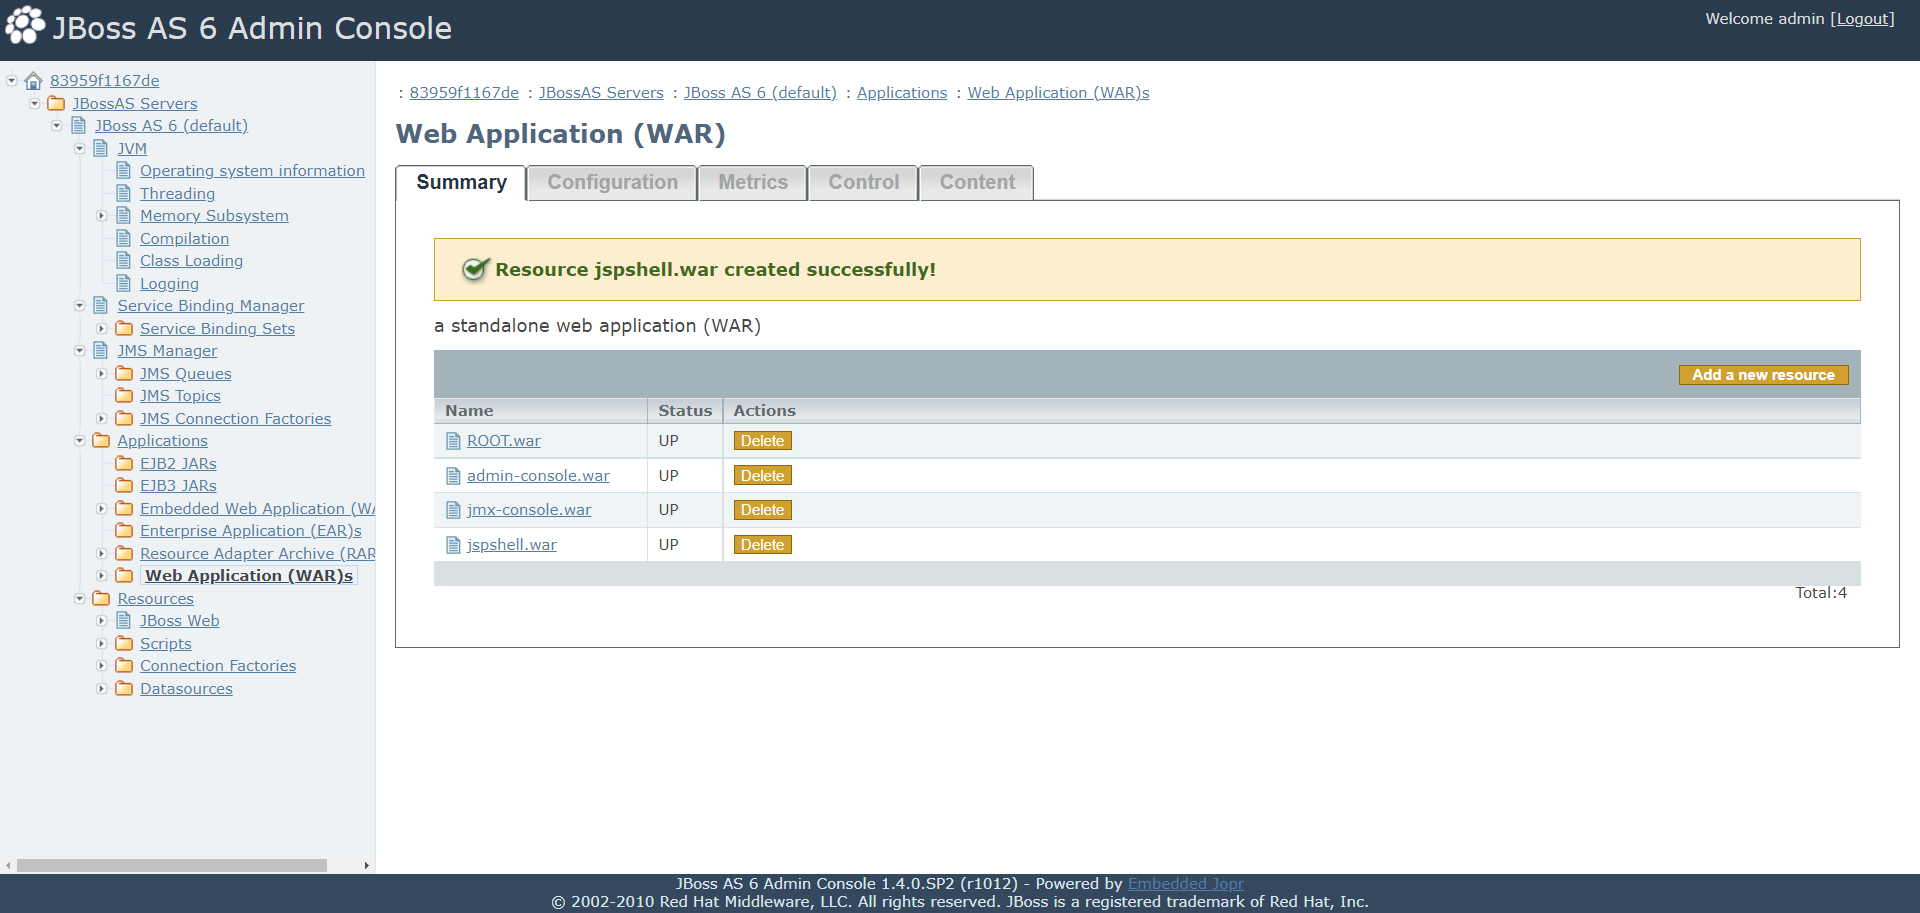 JBoss AS 6 Admin Console
Welcome admin [Logout]
83959f1167de
JBossAS Servers
JBoss AS 6 (default)
JVM
Operating system information
Threading
Memory Subsystem
Compilation
Class Loading
Logging
Service Binding Manager
Service Binding Sets
JMS Manager
JMS Queues
JMS Topics
JMS Connection Factories
Applications
EJB2 JARs
EJB3 JARs
Embedded Web Application (WA
Enterprise Application (EAR)s
Resource Adapter Archive (RAR
Web Application (WAR)s
Resources
JBoss Web
Scripts
Connection Factories
Datasources
: 83959f1167de : JBossAS Servers : JBoss AS 6 (default) : Applications : Web Application (WAR)s
Web Application (WAR)
Summary Configuration Metrics Control Content
Resource jspshell.war created successfully!
a standalone web application (WAR)
Add a new resource
Name Status Actions
ROOT.war UP Delete
admin-console.war UP Delete
jmx-console.war UP Delete
jspshell.war UP Delete
Total:4
JBoss AS 6 Admin Console 1.4.0.SP2 (r1012) - Powered by Embedded Jopr
© 2002-2010 Red Hat Middleware, LLC. All rights reserved. JBoss is a registered trademark of Red Hat, Inc.